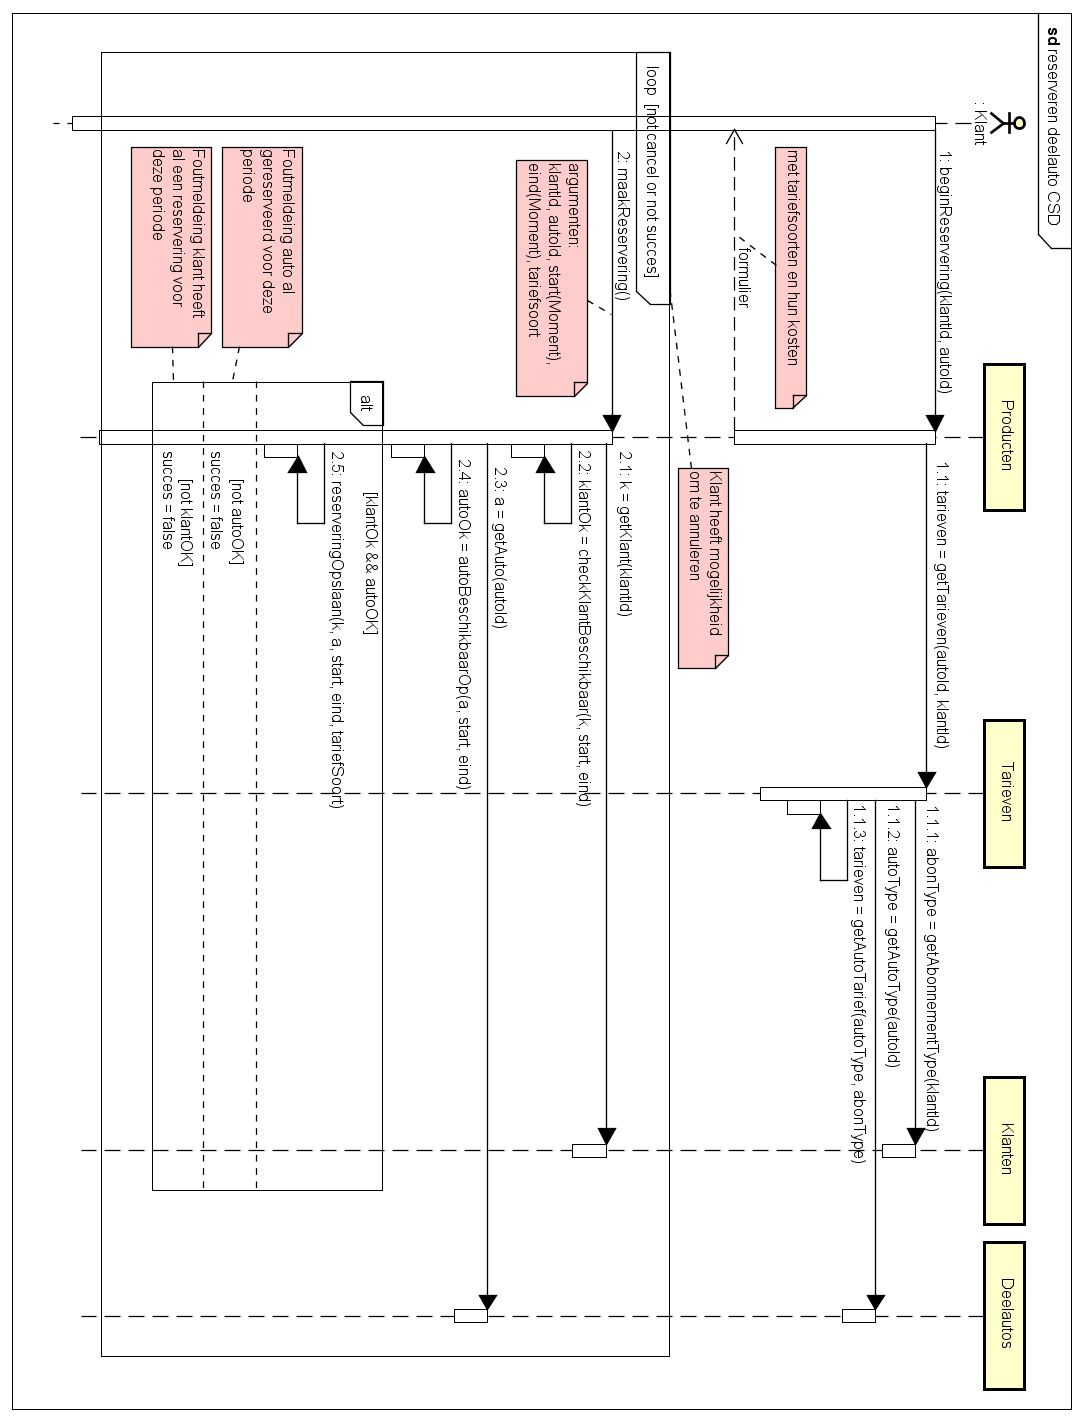 sd reserveren deelauto CSD
: Klant
Producten
Tarieven
Klanten
Deelautos
1: beginReservering(klantId, autoId)
1.1: tarieven = getTarieven(autoId, klantId)
1.1.1: abonType = getAbonnementType(klantId)
1.1.2: autoType = getAutoType(autoId)
1.1.3: tarieven = getAutoTarief(autoType, abonType)
met tariefsoorten en hun kosten
formulier
Klant heeft mogelijkheid
om te annuleren
loop [not cancel or not succes]
2: maakReservering()
argumenten:
klantId, autoId, start(Moment),
eind(Moment), tariefsoort
2.1: k = getKlant(klantId)
2.2: klantOk = checkKlantBeschikbaar(k, start, eind)
2.3: a = getAuto(autoId)
2.4: autoOk = autoBeschikbaarOp(a, start, eind)
alt
[klantOk && autoOK]
2.5: reserveringOpslaan(k, a, start, eind, tariefSoort)
Foutmeldeing auto al
gereserveerd voor deze
periode
[not autoOK]
succes = false
Foutmeldeing klant heeft
al een reservering voor
deze periode
[not klantOK]
succes = false